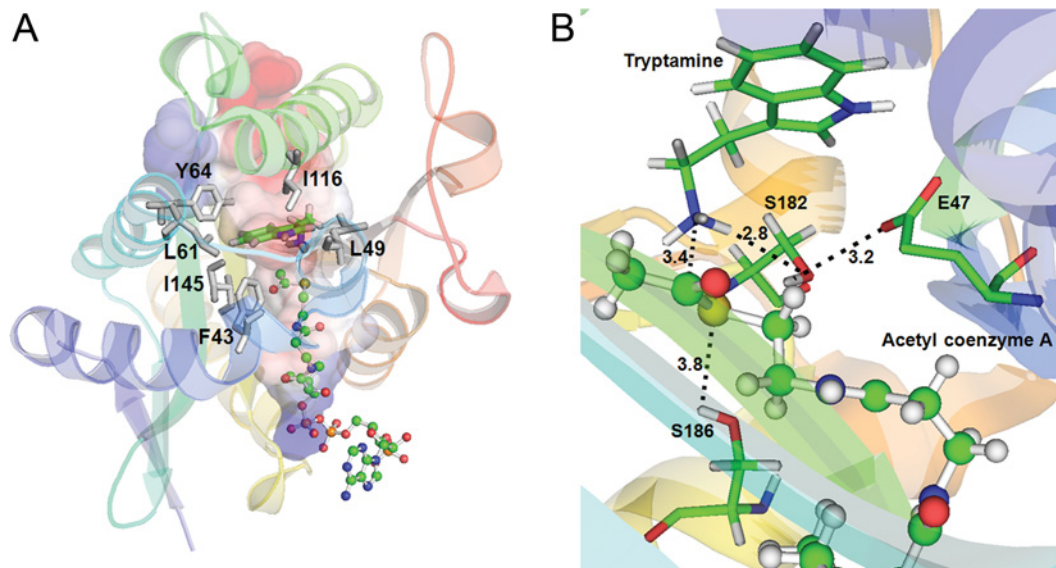 A
Y64
I116
L61
L49
I145
F43
B
Tryptamine
S182
E47
2.8
3.4
3.2
Acetyl coenzyme A
3.8
S186